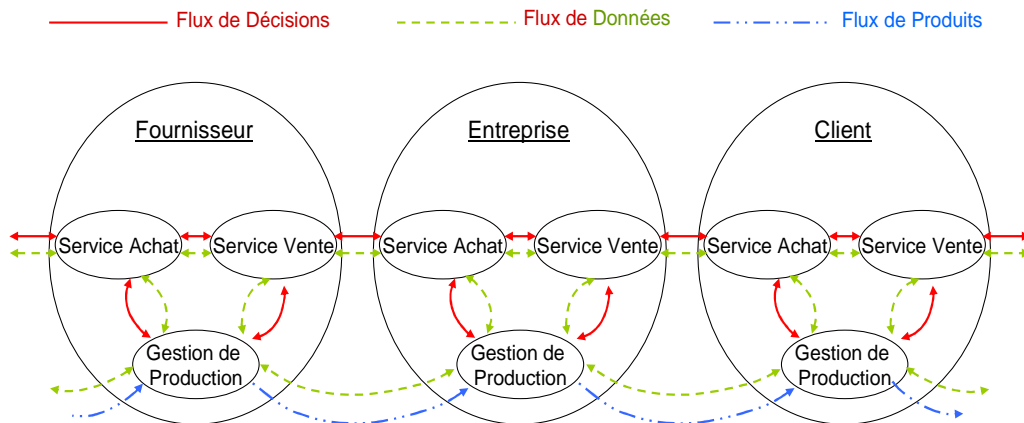 Flux de Décisions
Flux de Données
Flux de Produits
Fournisseur
Entreprise
Client
Service Achat
Service Vente
Service Achat
Service Vente
Service Achat
Service Vente
Gestion de
Production
Gestion de
Production
Gestion de
Production